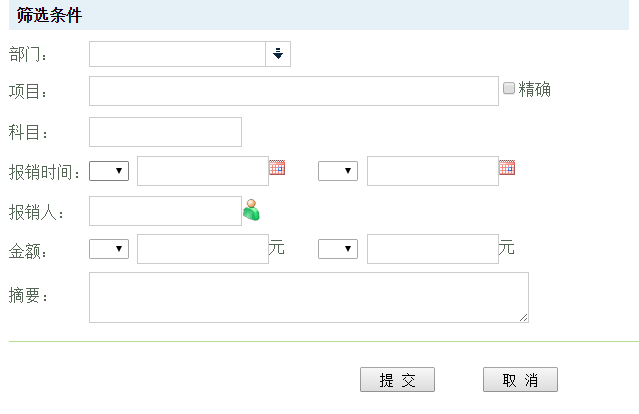 筛选条件
部门：
项目： 精确
科目：
报销时间：
报销人：
金额： 元 元
摘要：
提 交 取 消